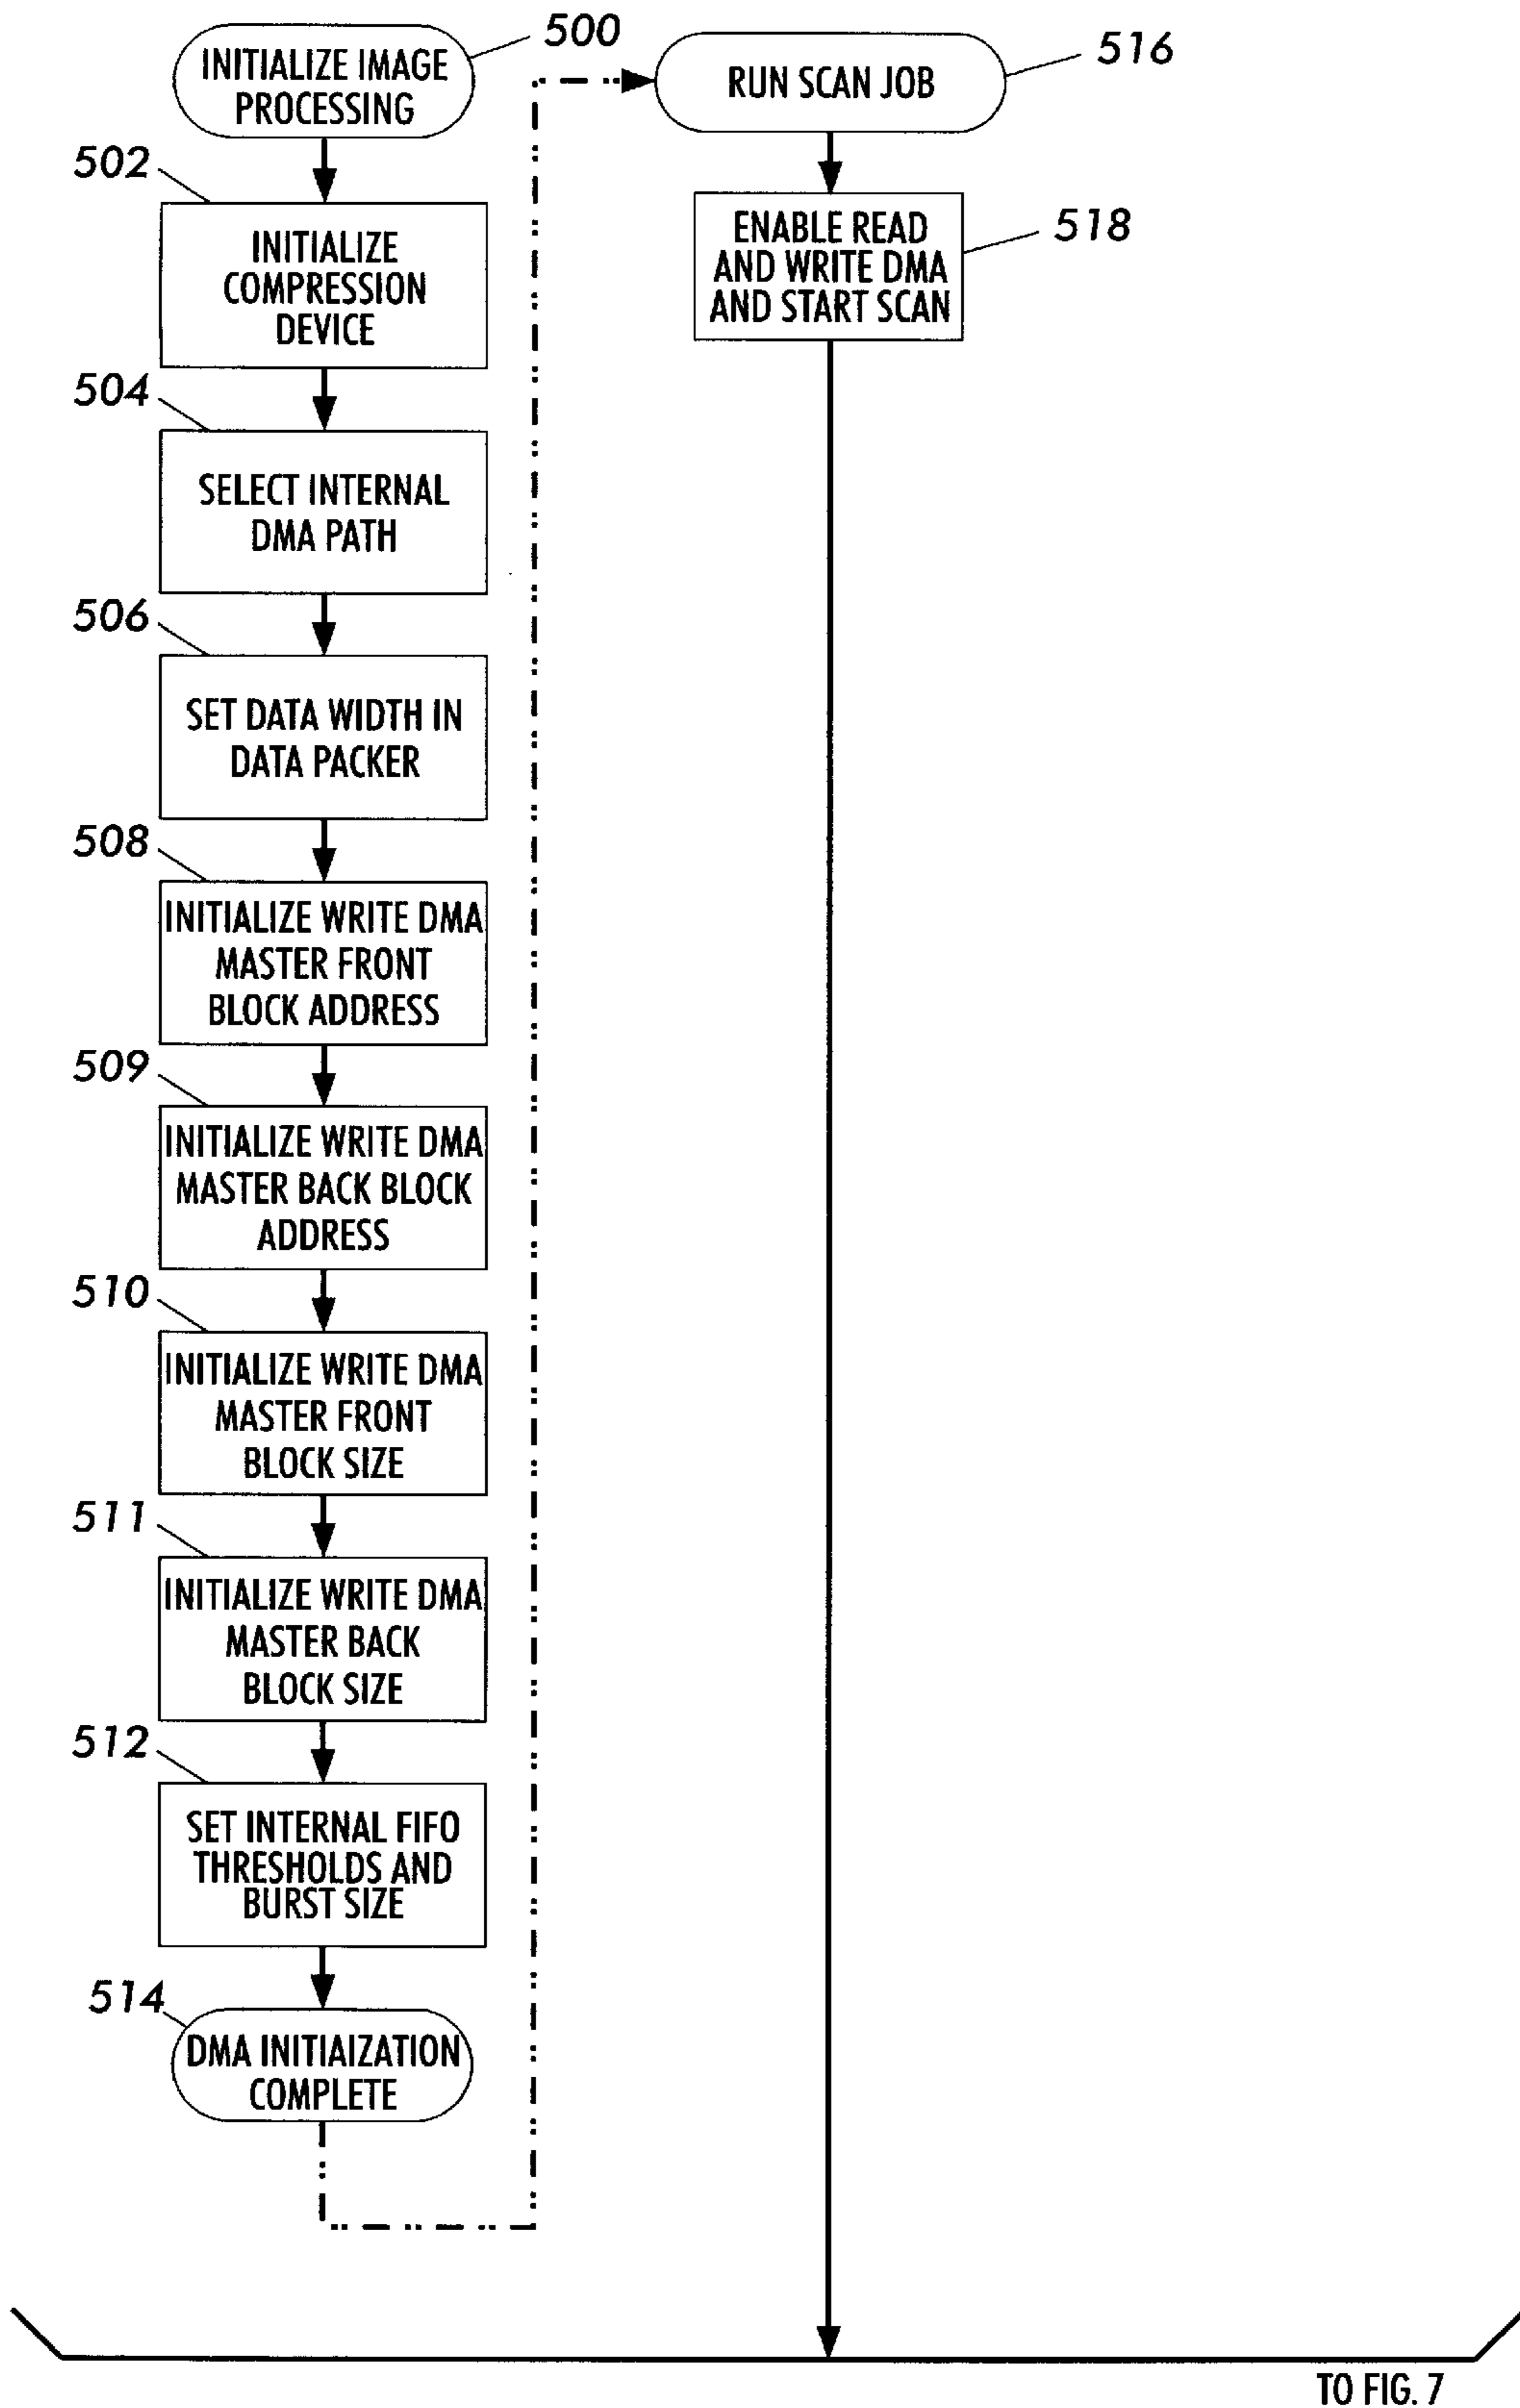 500
INITIALIZE IMAGE
PROCESSING
502
INITIALIZE
COMPRESSION
DEVICE
504
SELECT INTERNAL
DMA PATH
506
SET DATA WIDTH IN
DATA PACKER
508
INITIALIZE WRITE DMA
MASTER FRONT
BLOCK ADDRESS
509
INITIALIZE WRITE DMA
MASTER BACK BLOCK
ADDRESS
510
INITIALIZE WRITE DMA
MASTER FRONT
BLOCK SIZE
511
INITIALIZE WRITE DMA
MASTER BACK
BLOCK SIZE
512
SET INTERNAL FIFO
THRESHOLDS AND
BURST SIZE
514
DMA INITIAIZATION
COMPLETE
516
RUN SCAN JOB
518
ENABLE READ
AND WRITE DMA
AND START SCAN
TO FIG. 7